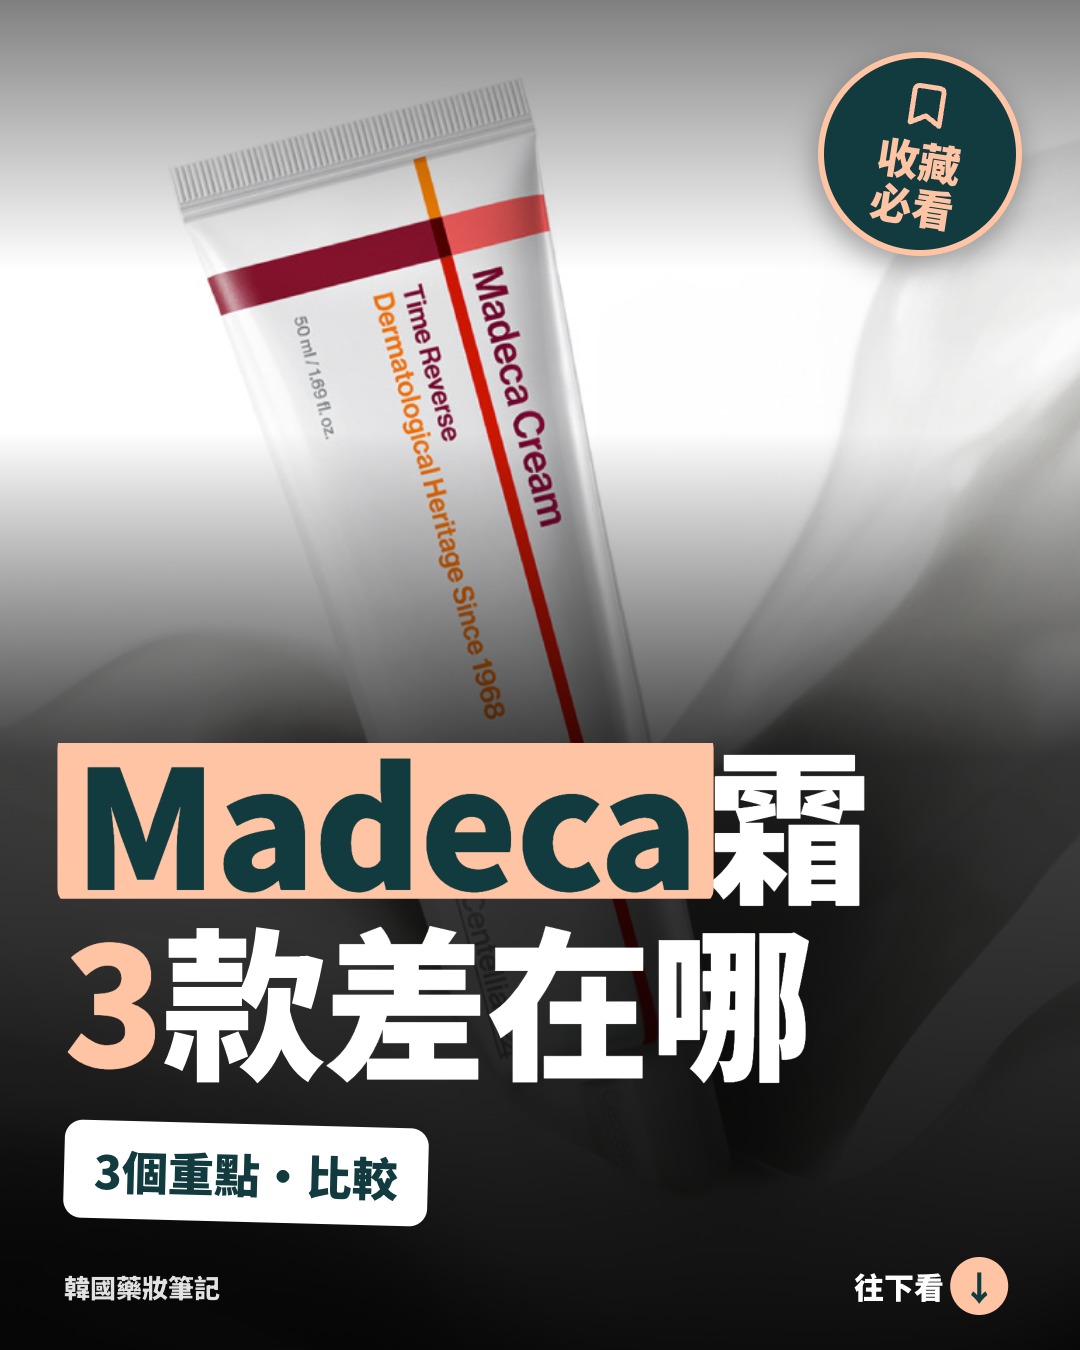 收藏
必看
Madeca Cream
Time Reverse
Dermatological Heritage Since 1968
50 ml / 1.69 fl. oz.
Madeca霜
3款差在哪
Centellia
3個重點・比較
韓國藥妝筆記
往下看 ↓